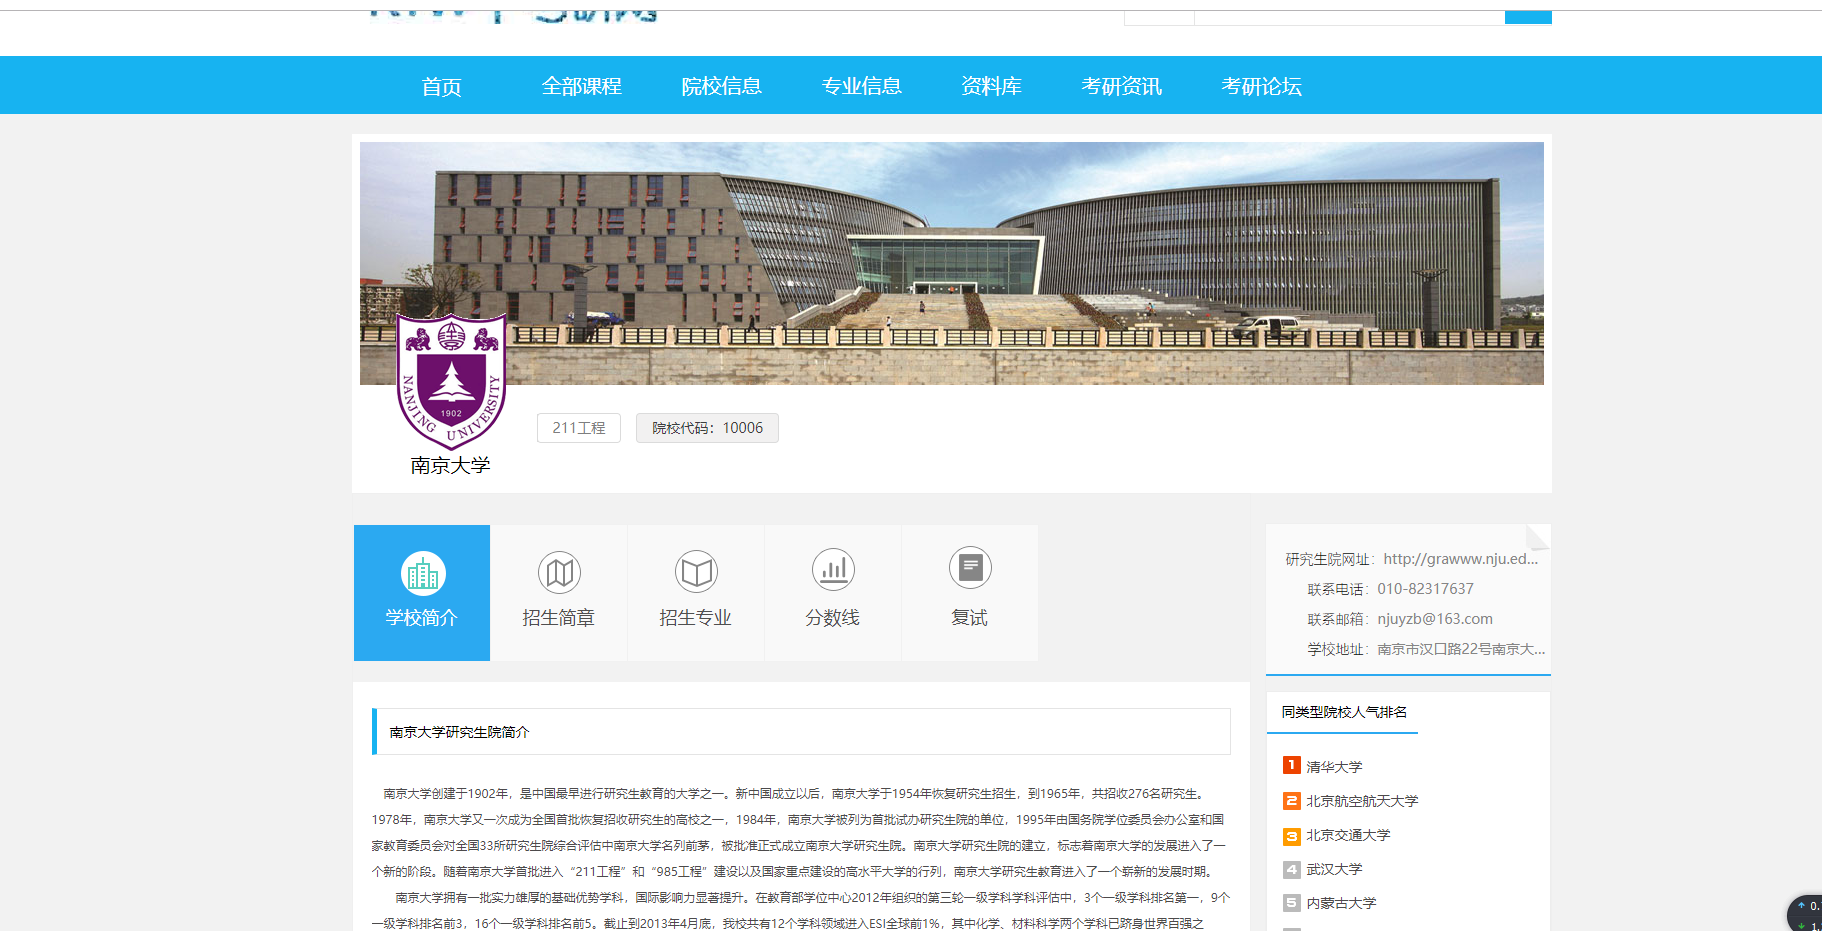 首页 全部课程 院校信息 专业信息 资料库 考研资讯 考研论坛
NANJING UNIVERSITY
1902
211工程 院校代码：10006
南京大学
学校简介 招生简章 招生专业 分数线 复试
研究生院网址：http://grawww.nju.ed...
联系电话：010-82317637
联系邮箱：njuyzb@163.com
学校地址：南京市汉口路22号南京大...
南京大学研究生院简介
南京大学创建于1902年，是中国最早进行研究生教育的大学之一。新中国成立以后，南京大学于1954年恢复研究生招生，到1965年，共招收276名研究生。
1978年，南京大学又一次成为全国首批恢复招收研究生的高校之一，1984年，南京大学被列为首批试办研究生院的单位，1995年由国务院学位委员会办公室和国
家教育委员会对全国33所研究生院综合评估中南京大学名列前茅，被批准正式成立南京大学研究生院。南京大学研究生院的建立，标志着南京大学的发展进入了一
个新的阶段。随着南京大学首批进入“211工程”和“985工程”建设以及国家重点建设的高水平大学的行列，南京大学研究生教育进入了一个崭新的发展时期。
南京大学拥有一批实力雄厚的基础优势学科，国际影响力显著提升。在教育部学位中心2012年组织的第三轮一级学科学科评估中，3个一级学科排名第一，9个
一级学科排名前3，16个一级学科排名前5。截止到2013年4月底，我校共有12个学科领域进入ESI全球前1%，其中化学、材料科学两个学科已跻身世界百强之
同类型院校人气排名
1 清华大学
2 北京航空航天大学
3 北京交通大学
4 武汉大学
5 内蒙古大学